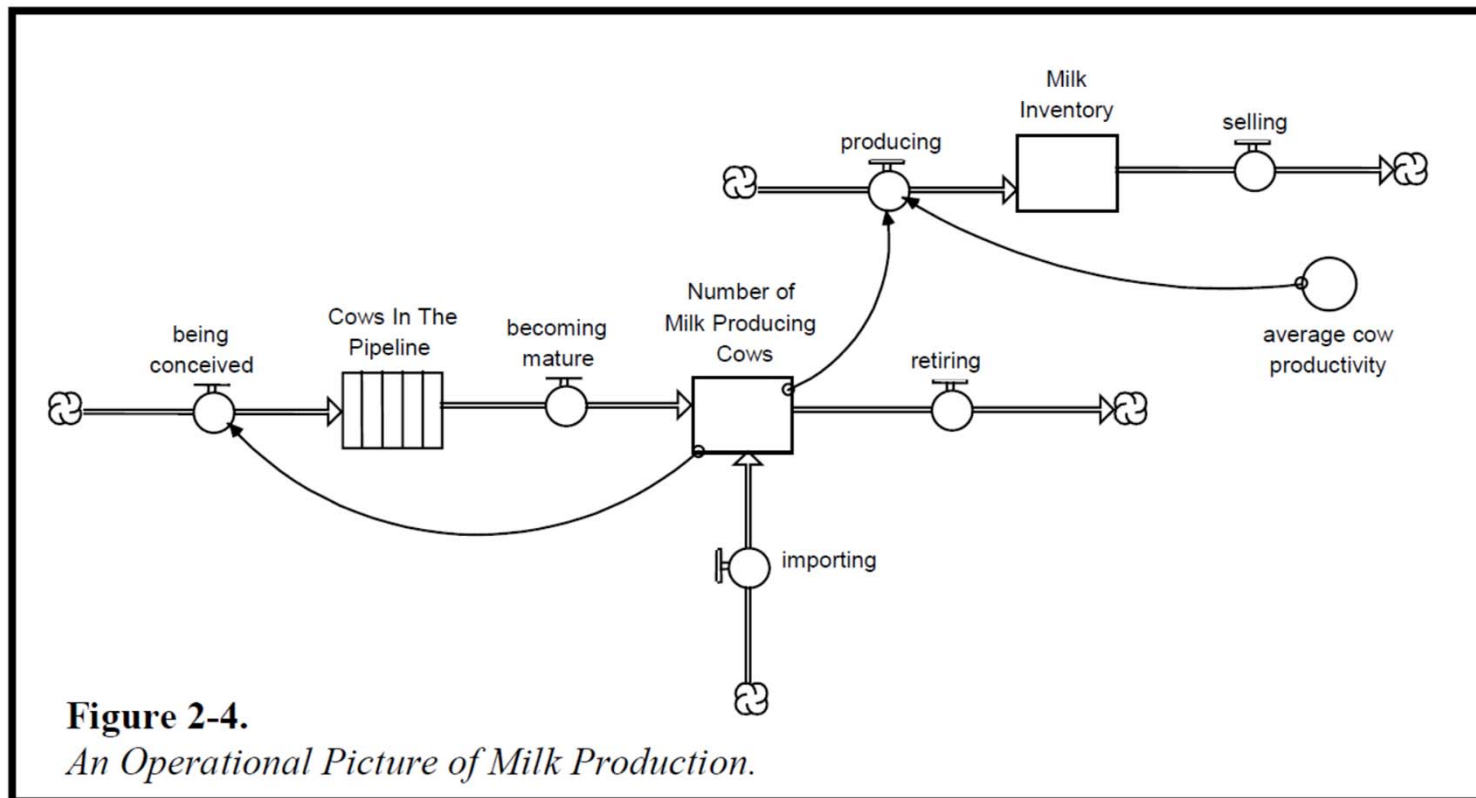 Milk
Inventory
producing
selling
Number of
Milk Producing
Cows
Cows In The
Pipeline
being
conceived
becoming
mature
retiring
average cow
productivity
importing
Figure 2-4.
An Operational Picture of Milk Production.